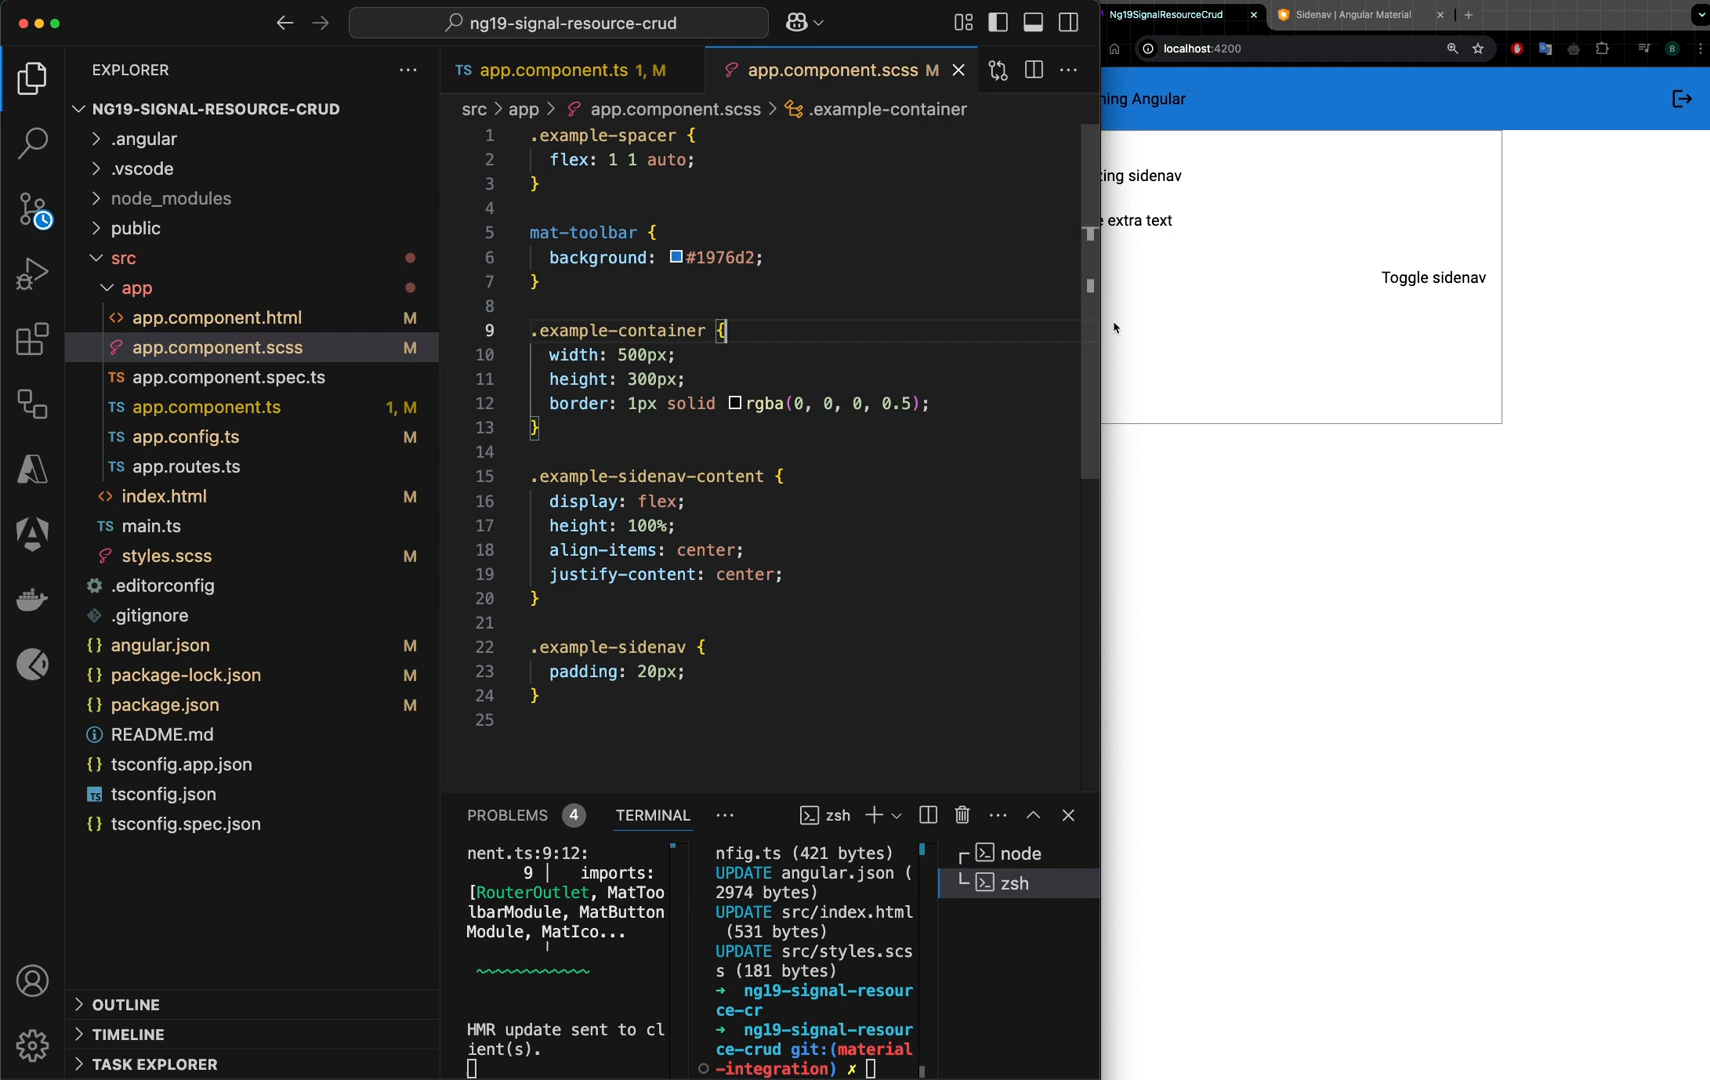 ng19-signal-resource-crud
EXPLORER
NG19-SIGNAL-RESOURCE-CRUD
.angular
.vscode
node_modules
public
src
app
app.component.html M
app.component.scss M
app.component.spec.ts
app.component.ts 1, M
app.config.ts M
app.routes.ts
index.html M
main.ts
styles.scss M
.editorconfig
.gitignore
angular.json M
package-lock.json M
package.json M
README.md
tsconfig.app.json
tsconfig.json
tsconfig.spec.json
OUTLINE
TIMELINE
TASK EXPLORER
TS app.component.ts 1, M
app.component.scss M
src > app > app.component.scss > .example-container
1 .example-spacer {
2 flex: 1 1 auto;
3 }
4
5 mat-toolbar {
6 background: #1976d2;
7 }
8
9 .example-container {
10 width: 500px;
11 height: 300px;
12 border: 1px solid rgba(0, 0, 0, 0.5);
13 }
14
15 .example-sidenav-content {
16 display: flex;
17 height: 100%;
18 align-items: center;
19 justify-content: center;
20 }
21
22 .example-sidenav {
23 padding: 20px;
24 }
25
PROBLEMS 4 TERMINAL
zsh
nent.ts:9:12:
9 | imports:
[RouterOutlet, MatToo
lbarModule, MatButton
Module, MatIco...
HMR update sent to cl
ient(s).
nfig.ts (421 bytes)
UPDATE angular.json (
2974 bytes)
UPDATE src/index.html
(531 bytes)
UPDATE src/styles.scs
s (181 bytes)
→ ng19-signal-resour
ce-cr
→ ng19-signal-resour
ce-crud git:(material
-integration) ✗
node
zsh
Ng19SignalResourceCrud
Sidenav | Angular Material
localhost:4200
B
ning Angular
zing sidenav
e extra text
Toggle sidenav